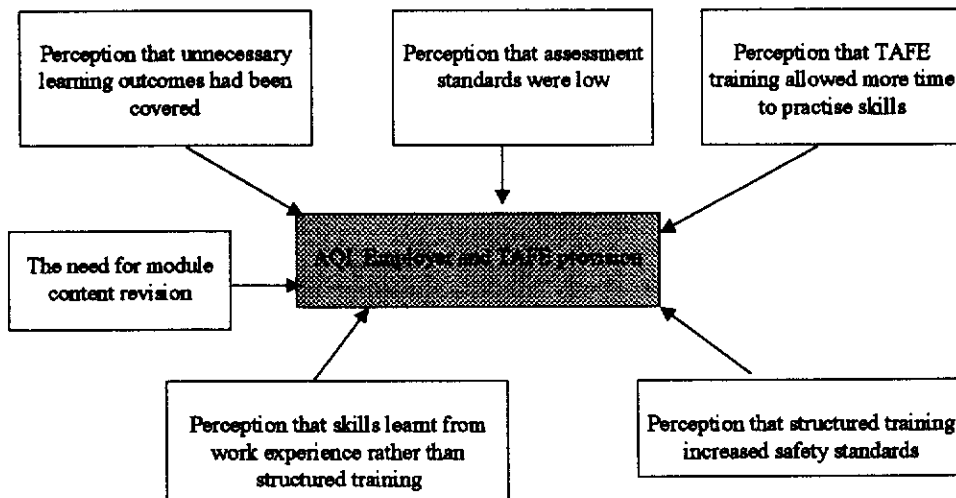 Perception that unnecessary
learning outcomes had been
covered
Perception that assessment
standards were low
Perception that TAFE
training allowed more time
to practise skills
AQL Employer and TAFE provision
The need for module
content revision
Perception that skills learnt from
work experience rather than
structured training
Perception that structured training
increased safety standards